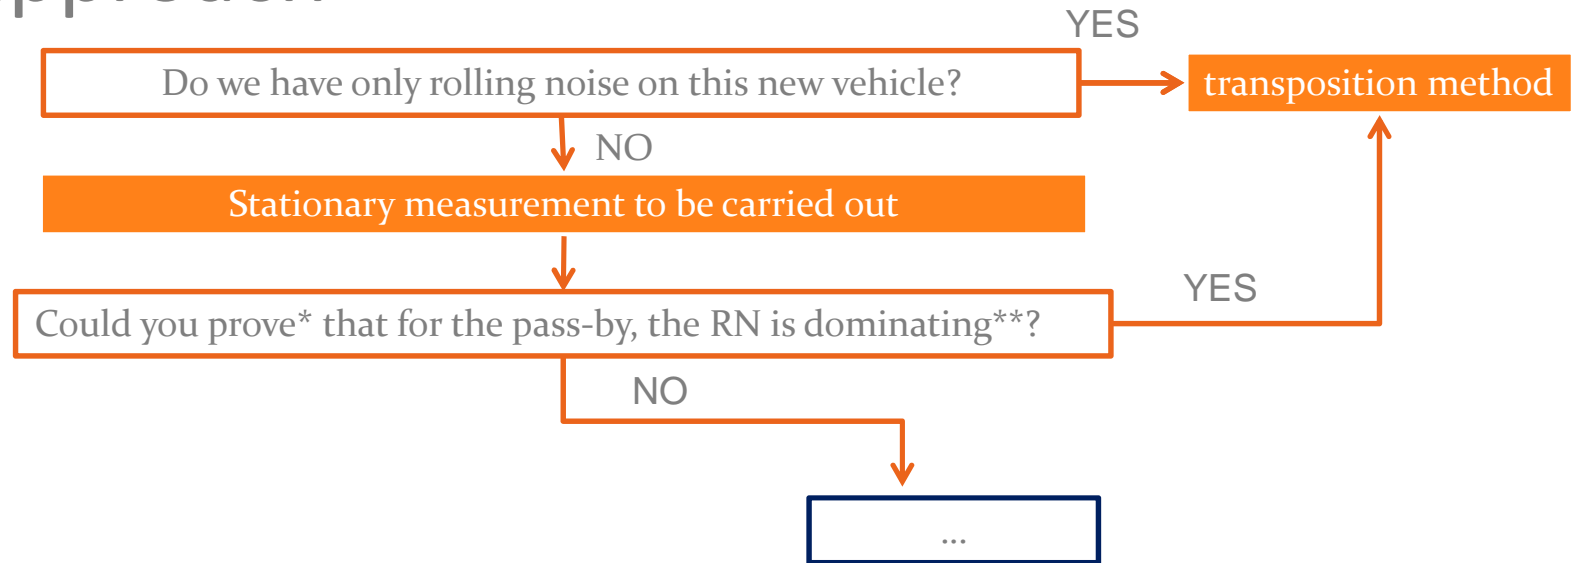 YES
Do we have only rolling noise on this new vehicle?
transposition method
NO
Stationary measurement to be carried out
YES
Could you prove* that for the pass-by, the RN is dominating**?
NO
...